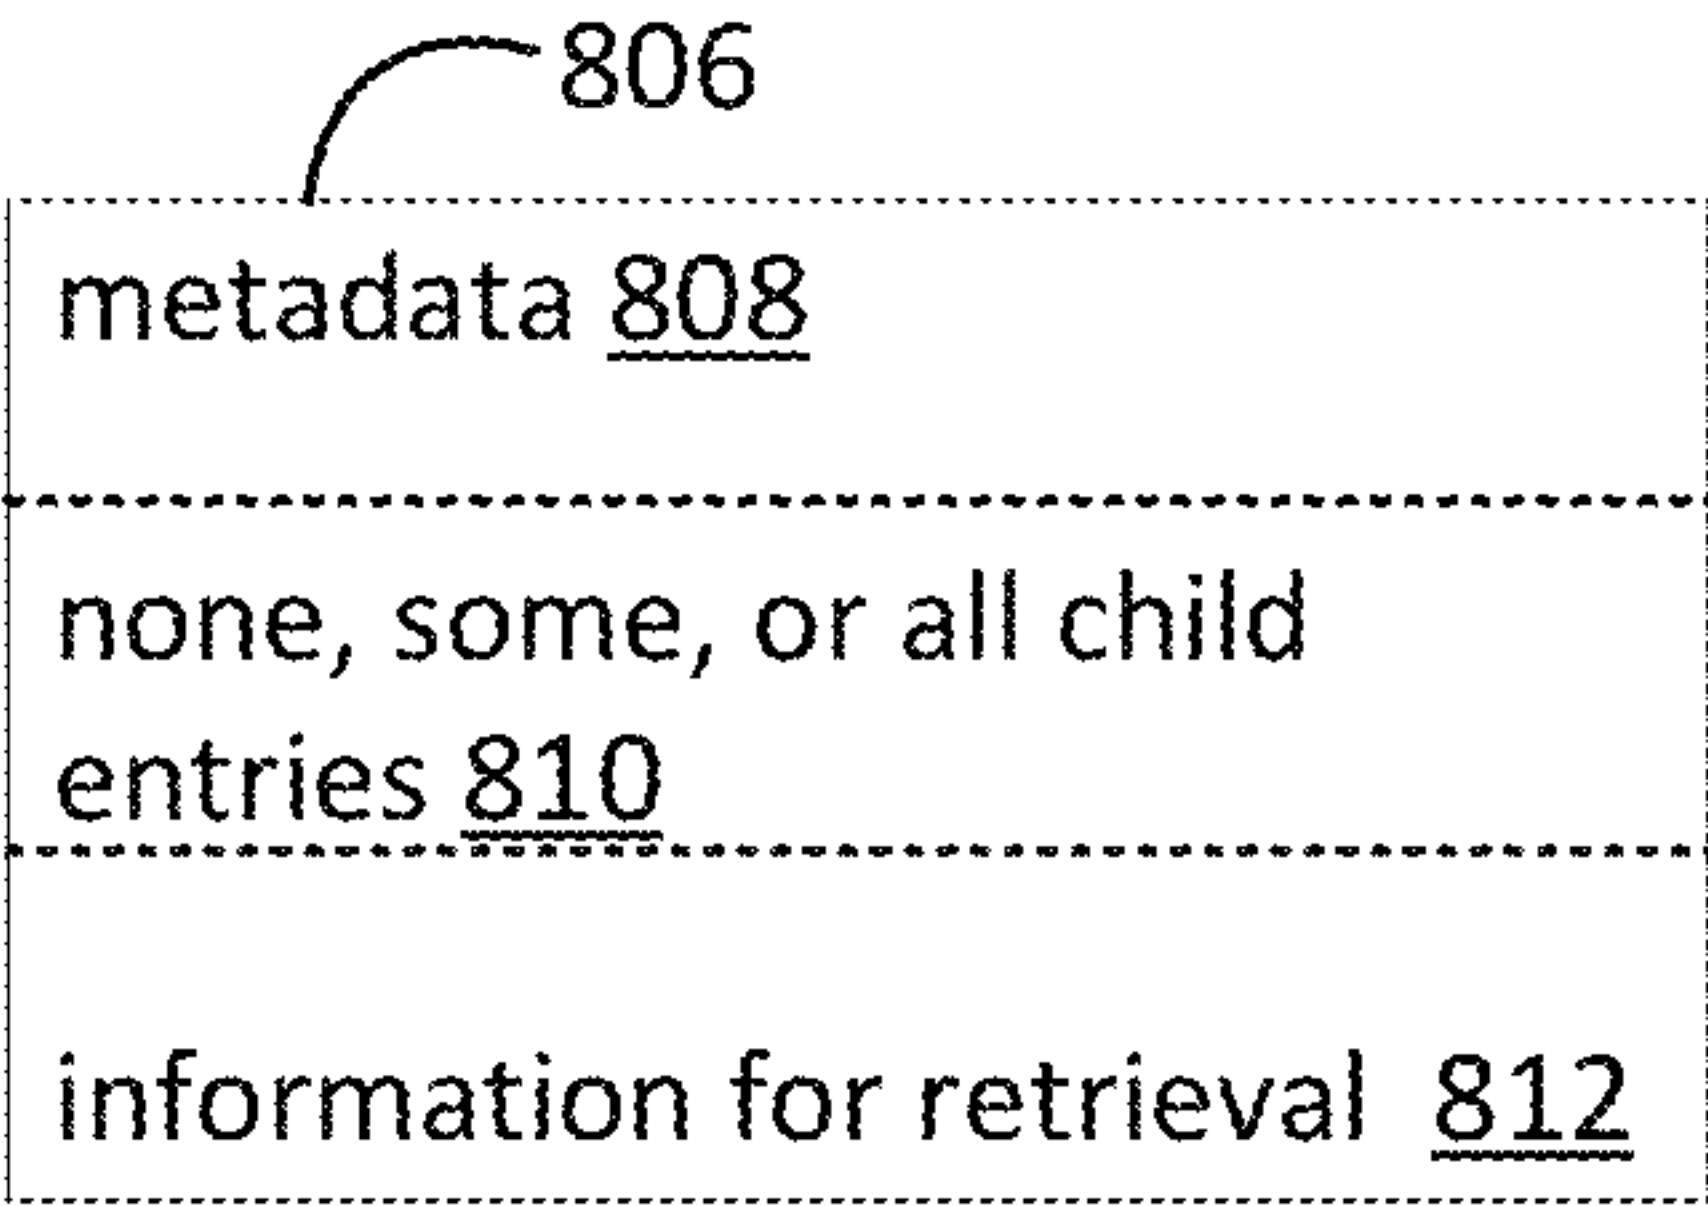 806
metadata 808
none, some, or all child
entries 810
information for retrieval 812